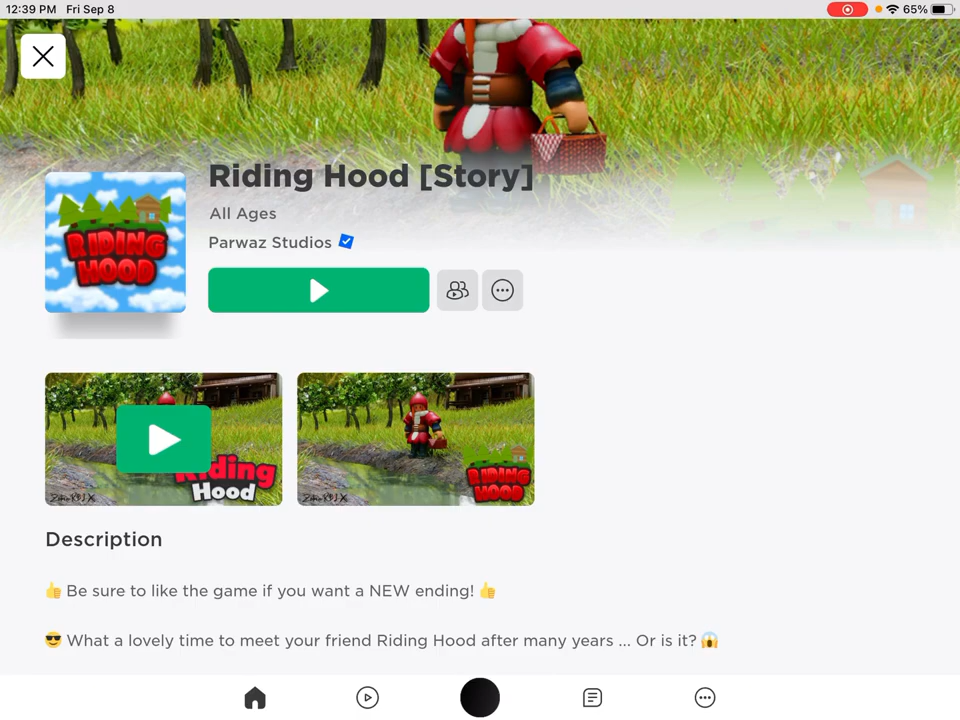 12:39 PM Fri Sep 8
65%
Riding Hood [Story]
All Ages
Parwaz Studios
RIDING
HOOD
Riding
Hood
RIDING
HOOD
Description
👍 Be sure to like the game if you want a NEW ending! 👍
😎 What a lovely time to meet your friend Riding Hood after many years ... Or is it? 😱